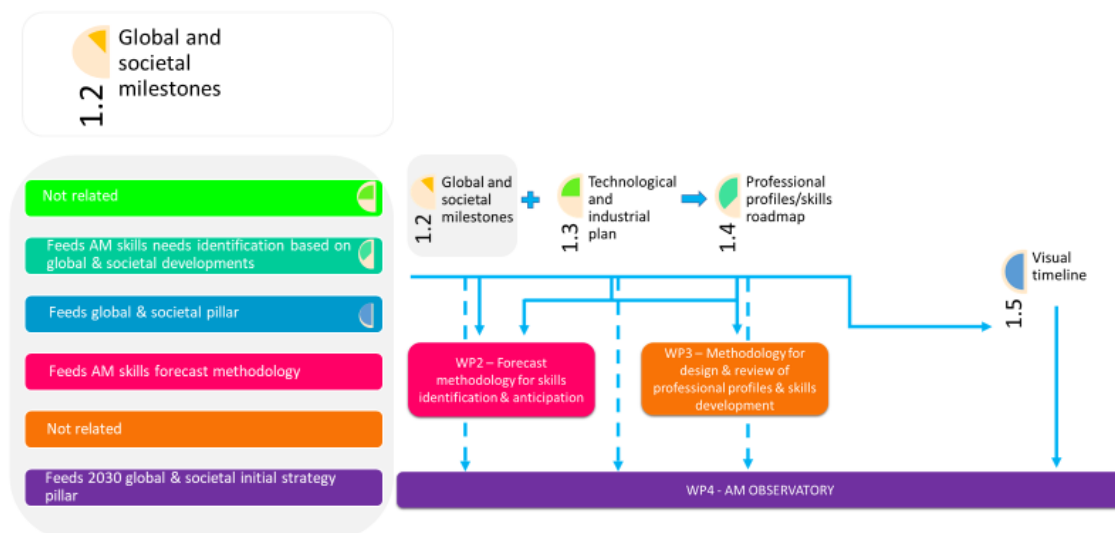 1.2
Global and
societal
milestones
Not related
Feeds AM skills needs identification based on
global & societal developments
Feeds global & societal pillar
Feeds AM skills forecast methodology
Not related
Feeds 2030 global & societal initial strategy
pillar
1.2
Global and
societal
milestones
1.3
Technological
and
industrial
plan
1.4
Professional
profiles/skills
roadmap
1.5
Visual
timeline
WP2 – Forecast
methodology for skills
identification & anticipation
WP3 – Methodology for
design & review of
professional profiles & skills
development
WP4 - AM OBSERVATORY